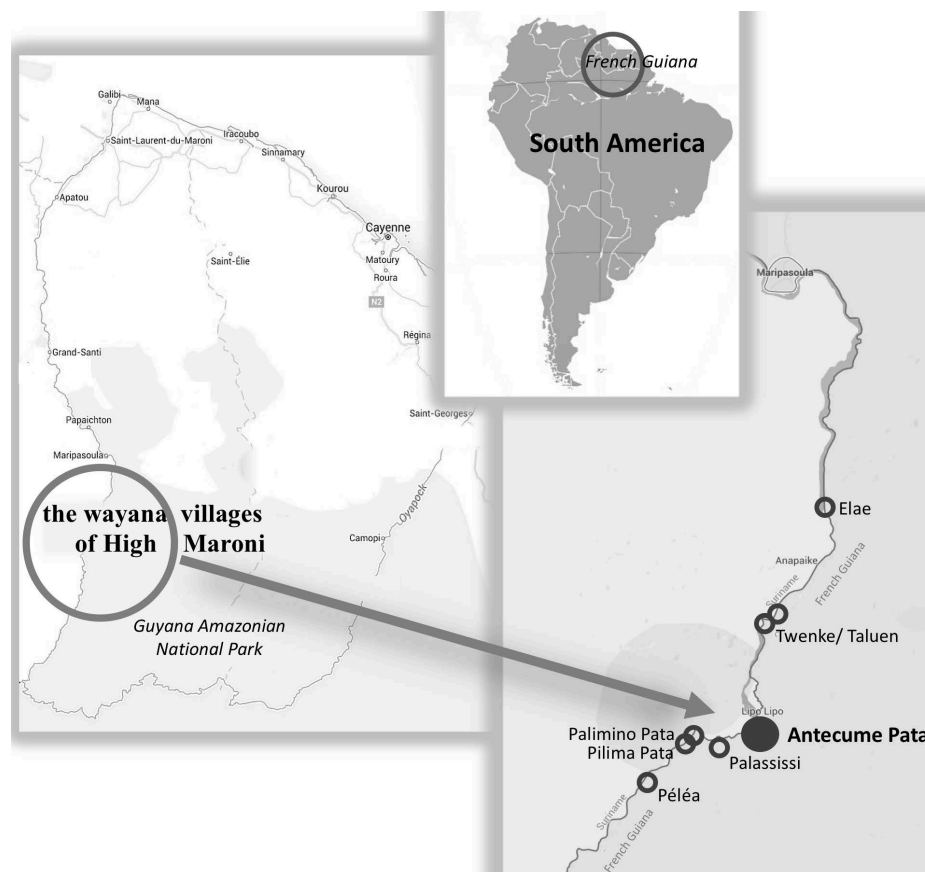 French Guiana
South America
Galibi
Mana
Saint-Laurent-du-Maroni
Iracoubo
Sinnamary
Kourou
Apatou
Cayenne
Matoury
Roura
Saint-Élie
N2
Régina
Grand-Santi
Saint-Georges
Papaichton
Maripasoula
the wayana villages
of High Maroni
Oyapock
Camopi
Guyana Amazonian
National Park
Maripasoula
Elae
Anapaike
Suriname
French Guiana
Twenke/ Taluen
Lipo Lipo
Antecume Pata
Palimino Pata
Pilima Pata
Palassissi
Péléa
Suriname
French Guiana